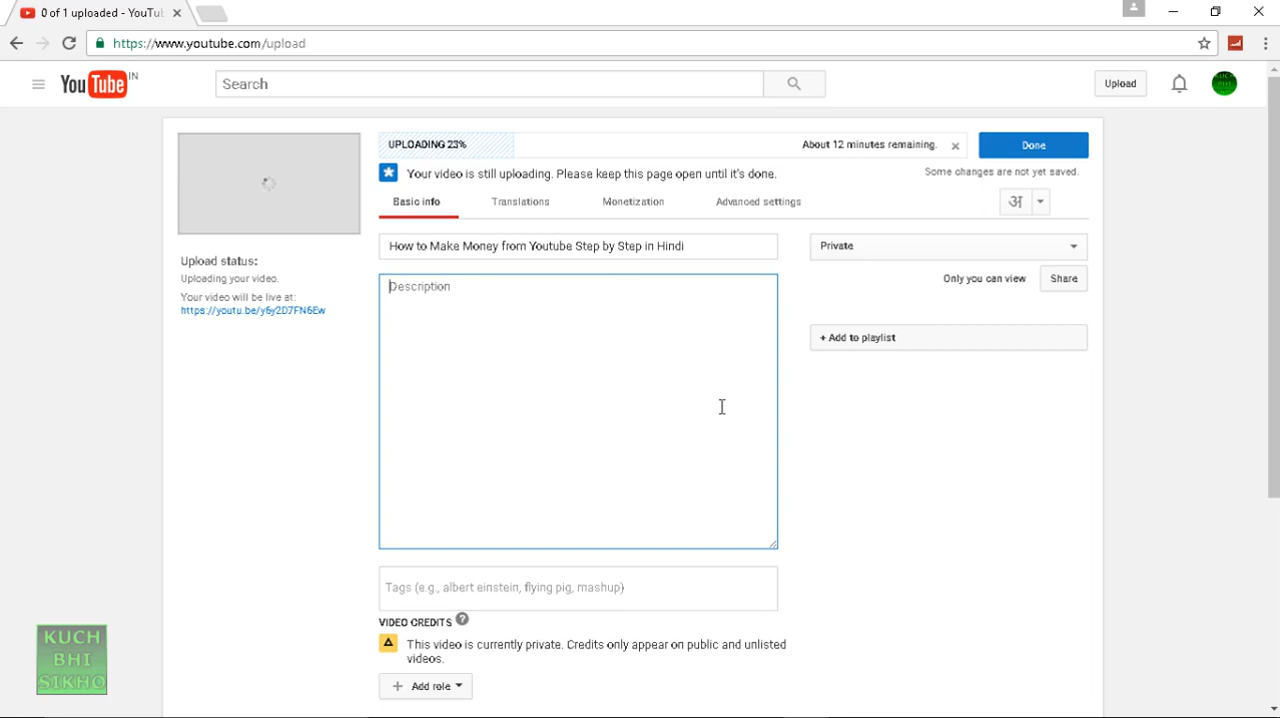 0 of 1 uploaded - YouTu
https://www.youtube.com/upload
YouTube IN
Search
Upload
KUCH BHI
UPLOADING 23%
About 12 minutes remaining.
Done
Your video is still uploading. Please keep this page open until it's done.
Some changes are not yet saved.
Basic info
Translations
Monetization
Advanced settings
अ
How to Make Money from Youtube Step by Step in Hindi
Private
Upload status:
Uploading your video.
Your video will be live at:
https://youtu.be/y6y2D7FN6Ew
Description
Only you can view
Share
+ Add to playlist
Tags (e.g., albert einstein, flying pig, mashup)
VIDEO CREDITS ?
This video is currently private. Credits only appear on public and unlisted
videos.
+ Add role
KUCH
BHI
SIKHO